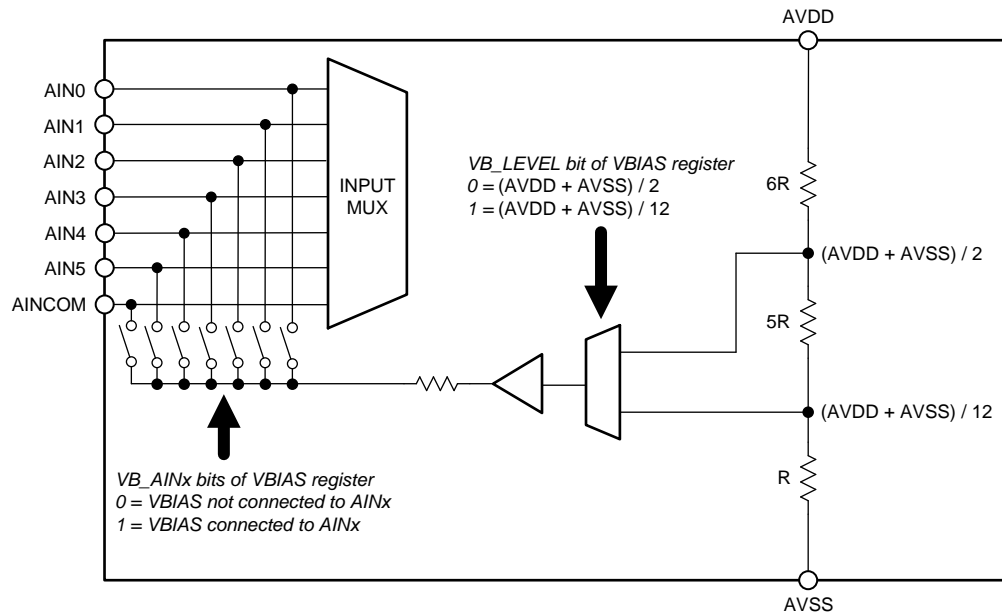 AVDD
AIN0
AIN1
AIN2
AIN3
AIN4
AIN5
AINCOM
INPUT
MUX
VB_LEVEL bit of VBIAS register
0 = (AVDD + AVSS) / 2
1 = (AVDD + AVSS) / 12
6R
(AVDD + AVSS) / 2
5R
(AVDD + AVSS) / 12
R
VB_AINx bits of VBIAS register
0 = VBIAS not connected to AINx
1 = VBIAS connected to AINx
AVSS